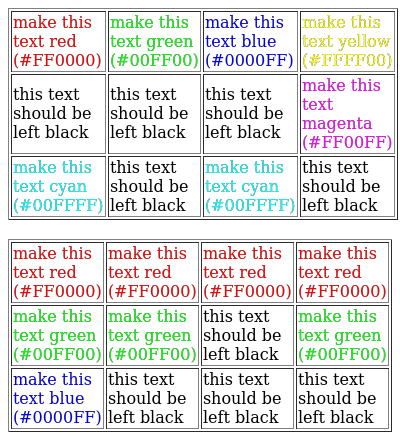 make this
text red
(#FF0000)
make this
text green
(#00FF00)
make this
text blue
(#0000FF)
make this
text yellow
(#FFFF00)
this text
should be
left black
this text
should be
left black
this text
should be
left black
make this
text
magenta
(#FF00FF)
make this
text cyan
(#00FFFF)
this text
should be
left black
make this
text cyan
(#00FFFF)
this text
should be
left black
make this
text red
(#FF0000)
make this
text red
(#FF0000)
make this
text red
(#FF0000)
make this
text red
(#FF0000)
make this
text green
(#00FF00)
make this
text green
(#00FF00)
this text
should be
left black
make this
text green
(#00FF00)
make this
text blue
(#0000FF)
this text
should be
left black
this text
should be
left black
this text
should be
left black